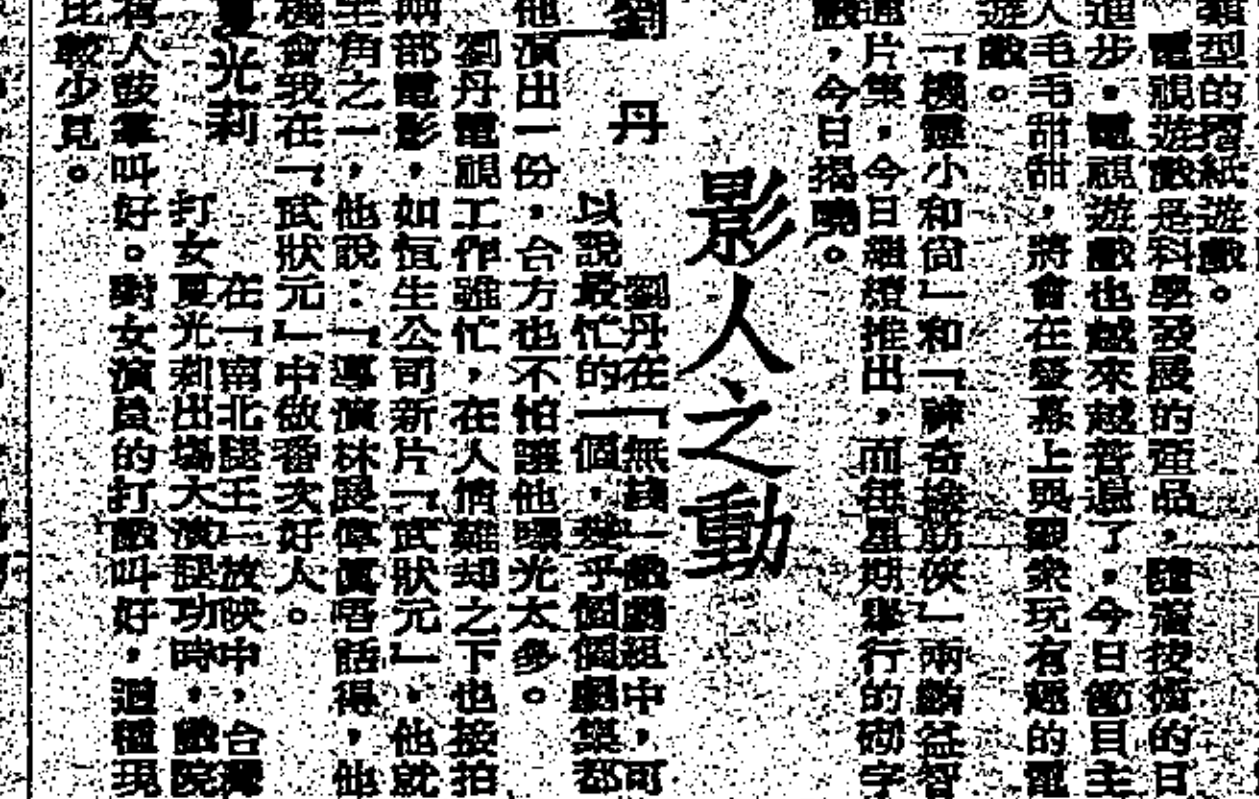 類型的摺紙遊戲。
電視遊戲是科學發展的產品，隨着技術的日
進步，電視遊戲也越來越普遍了，今日節目主
人毛毛甜甜，將會在螢幕上與觀眾玩有趣的電
遊戲。
「機靈小和尚」和「神奇換筋俠」兩齣益智
通片集，今日繼續推出，而每星期舉行的砌字
戲，今日揭曉。
影人之動
劉丹
劉丹在「無綫」戲劇組中，可
以說最忙的一個，幾乎個個劇集都
他演出一份，合方也不怕讓他曝光太多。
劉丹電視工作雖忙，在人情難却之下也接拍
兩部電影，如恒生公司新片「武狀元」，他就
主角之一，他說：「導演林
機會我在「武狀元」中做番次好人。
夏光莉
在「南北腿王」放映中，台灣
打女夏光莉出場大演腿功時，戲院
有人鼓掌叫好。對女演員的打戲叫好，這種現
比較少見。